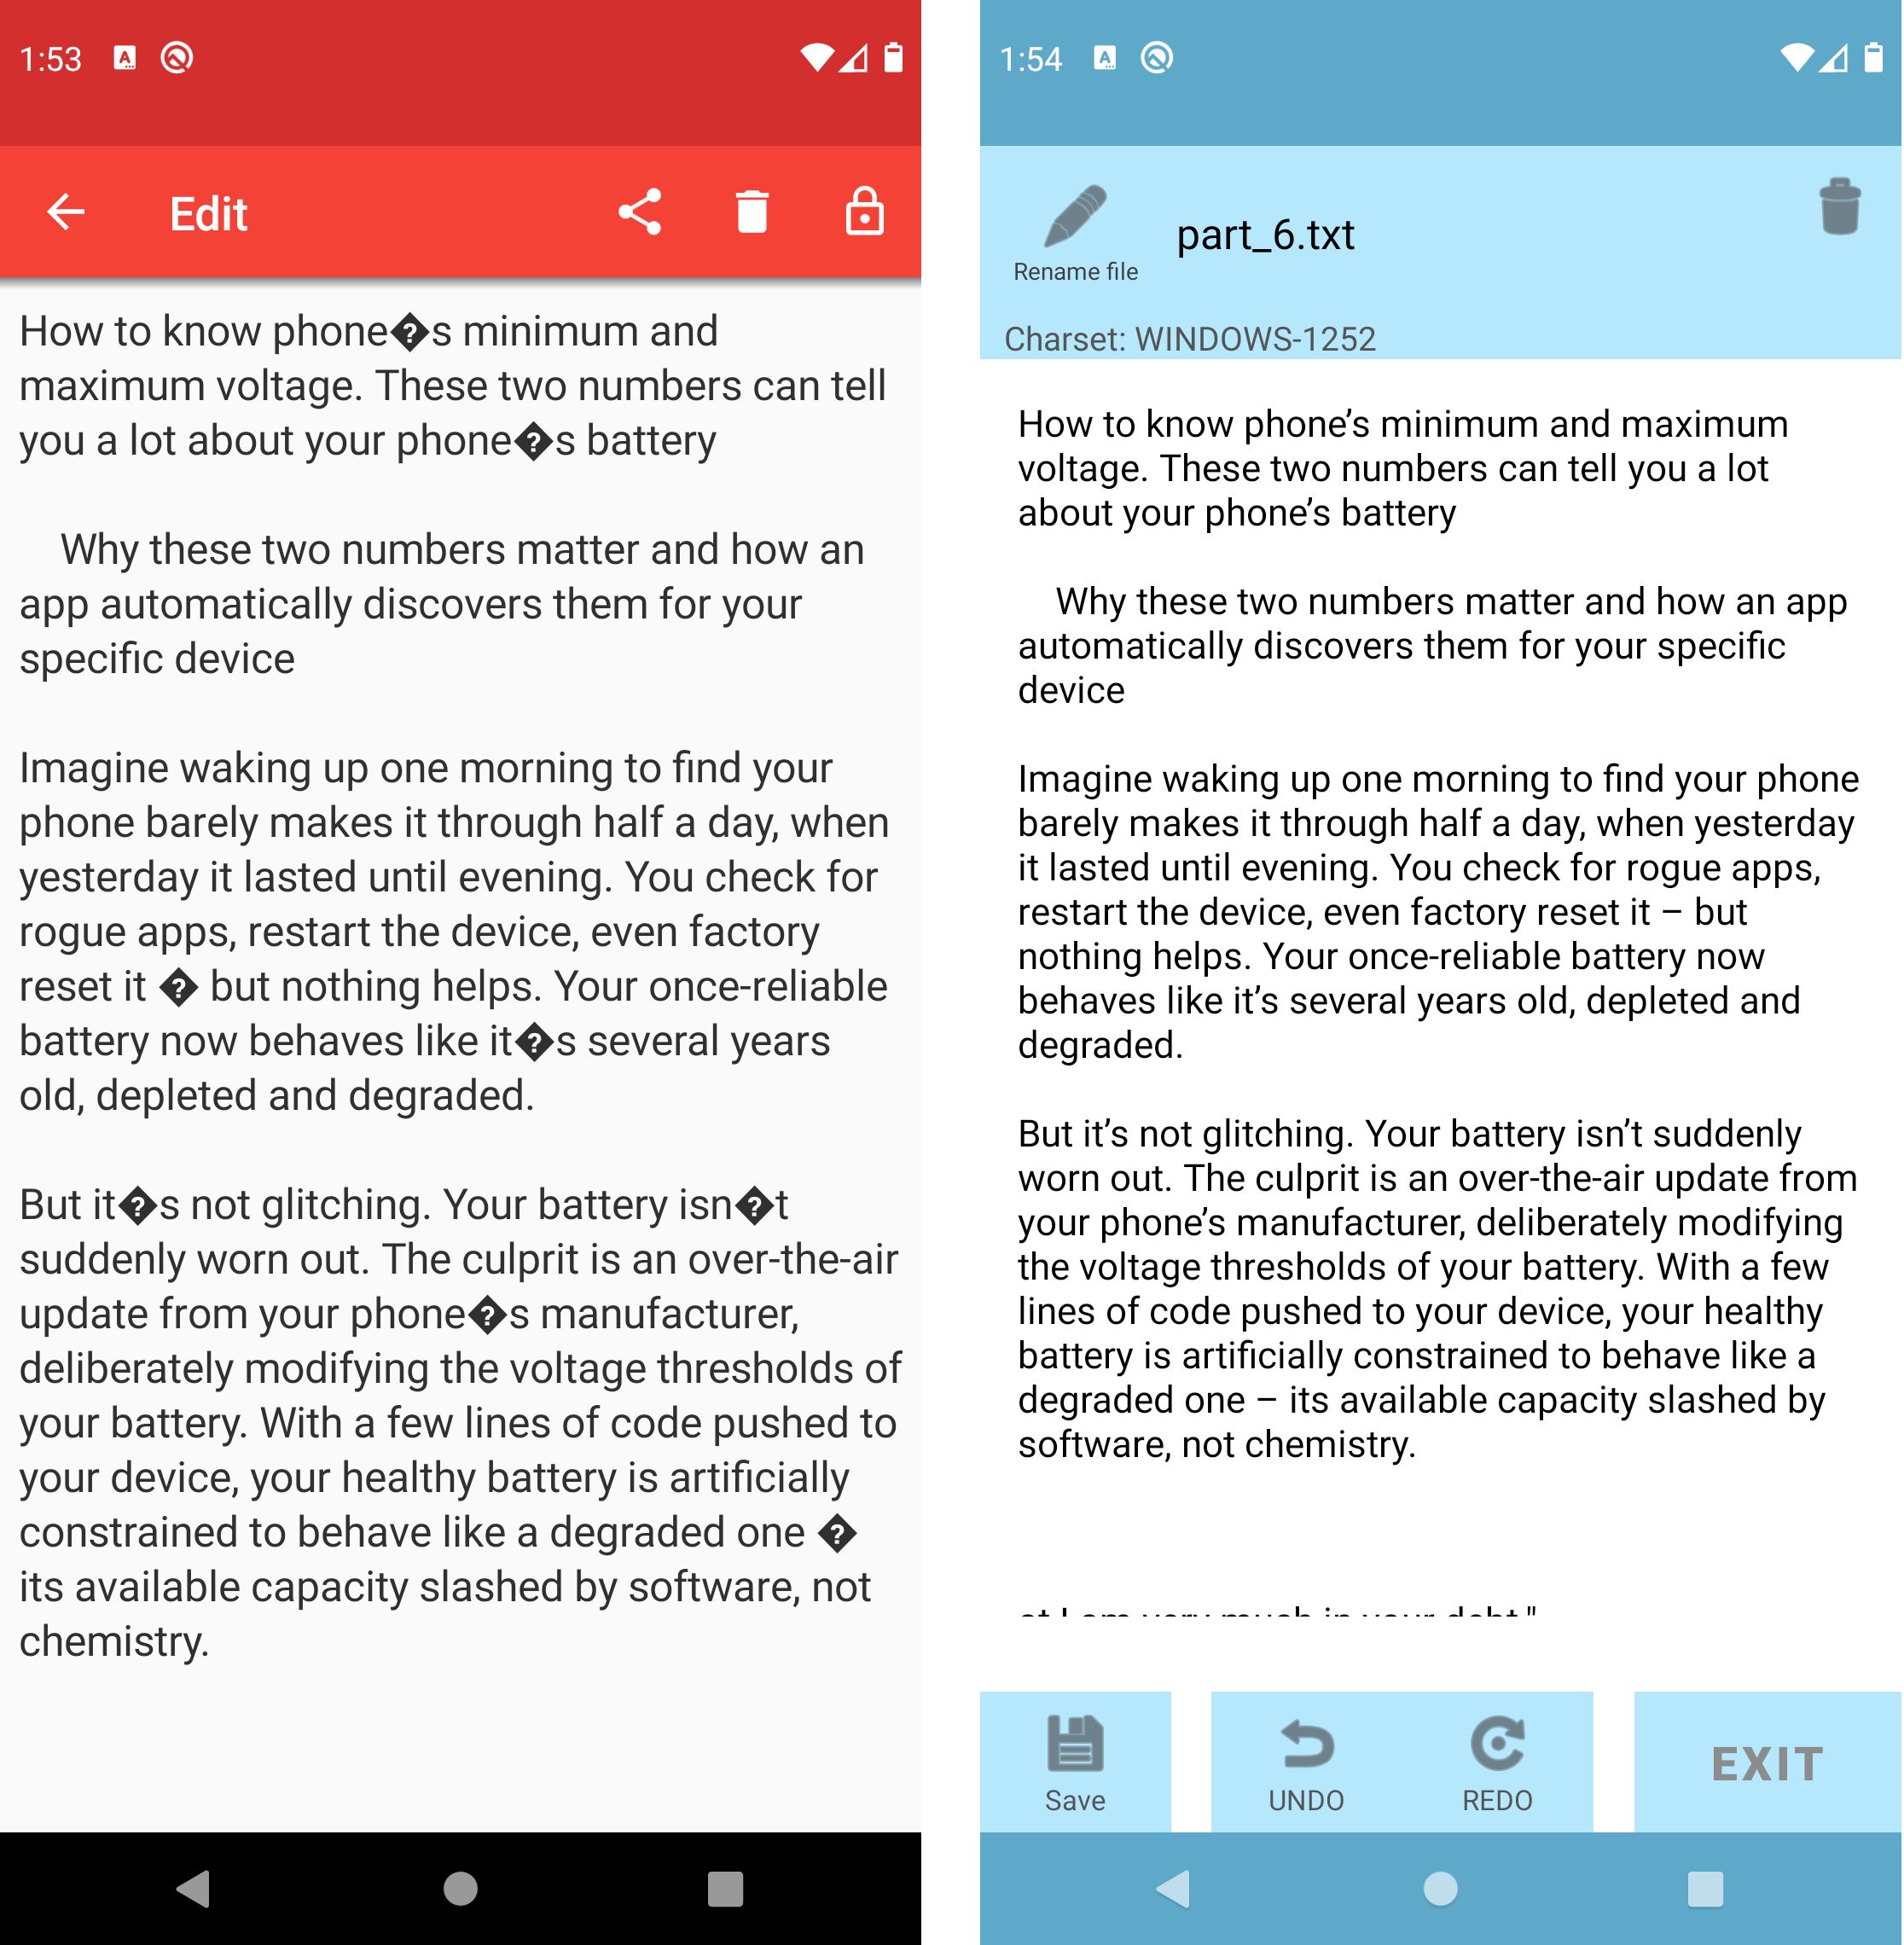 1:53
Edit
How to know phone�s minimum and
maximum voltage. These two numbers can tell
you a lot about your phone�s battery
Why these two numbers matter and how an
app automatically discovers them for your
specific device
Imagine waking up one morning to find your
phone barely makes it through half a day, when
yesterday it lasted until evening. You check for
rogue apps, restart the device, even factory
reset it � but nothing helps. Your once-reliable
battery now behaves like it�s several years
old, depleted and degraded.
But it�s not glitching. Your battery isn�t
suddenly worn out. The culprit is an over-the-air
update from your phone�s manufacturer,
deliberately modifying the voltage thresholds of
your battery. With a few lines of code pushed to
your device, your healthy battery is artificially
constrained to behave like a degraded one �
its available capacity slashed by software, not
chemistry.
1:54
part_6.txt
Rename file
Charset: WINDOWS-1252
How to know phone’s minimum and maximum
voltage. These two numbers can tell you a lot
about your phone’s battery
Why these two numbers matter and how an app
automatically discovers them for your specific
device
Imagine waking up one morning to find your phone
barely makes it through half a day, when yesterday
it lasted until evening. You check for rogue apps,
restart the device, even factory reset it – but
nothing helps. Your once-reliable battery now
behaves like it’s several years old, depleted and
degraded.
But it’s not glitching. Your battery isn’t suddenly
worn out. The culprit is an over-the-air update from
your phone’s manufacturer, deliberately modifying
the voltage thresholds of your battery. With a few
lines of code pushed to your device, your healthy
battery is artificially constrained to behave like a
degraded one – its available capacity slashed by
software, not chemistry.
at I am very much in your debt."
Save
UNDO
REDO
EXIT